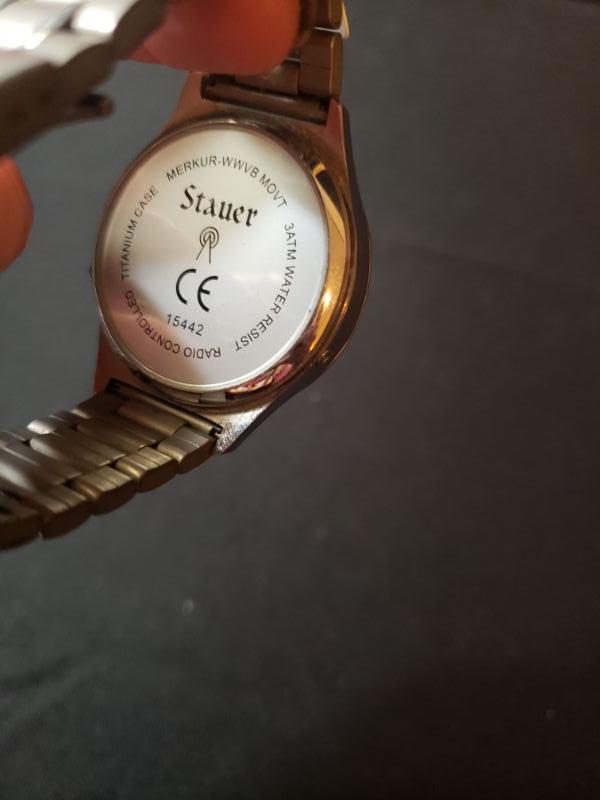 MERKUR-WWVB MOVT
3ATM WATER RESIST
RADIO CONTROLLED
TITANIUM CASE
Stauer
CE
15442